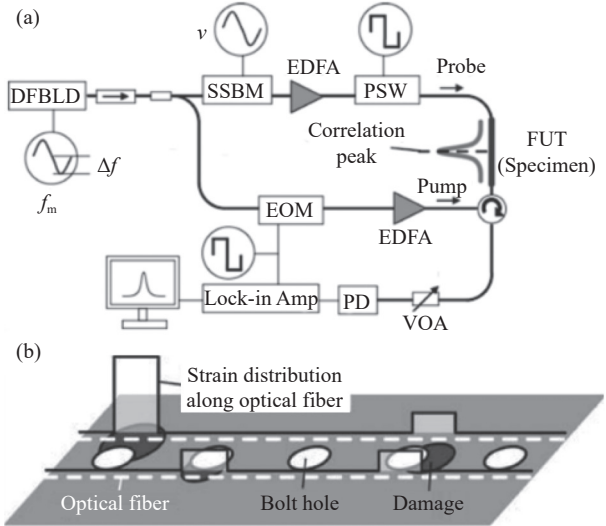 (a)
ν
EDFA
DFBLD
SSBM
PSW
Probe
Δf
fm
Correlation
peak
FUT
(Specimen)
Pump
EOM
EDFA
Lock-in Amp
PD
VOA
(b)
Strain distribution
along optical fiber
Optical fiber
Bolt hole
Damage